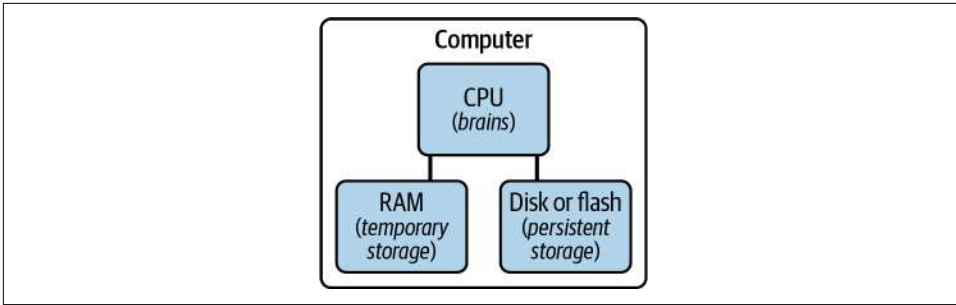 Computer
CPU
(brains)
RAM
(temporary
storage)
Disk or flash
(persistent
storage)